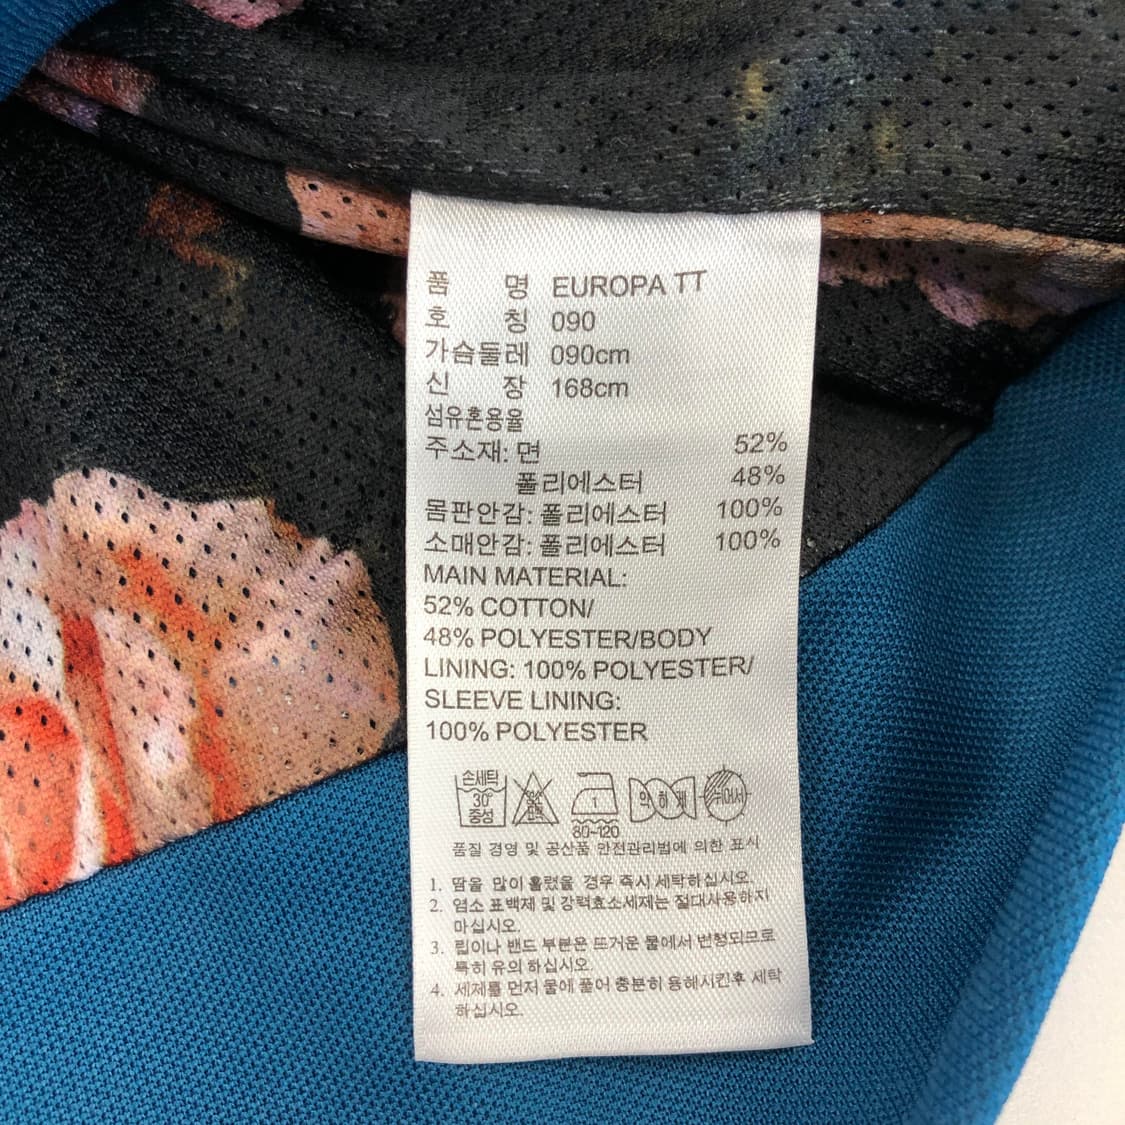 품 명 EUROPA TT
호 칭 090
가슴둘레 090cm
신 장 168cm
섬유혼용율
주소재: 면 52%
폴리에스터 48%
몸판안감: 폴리에스터 100%
소매안감: 폴리에스터 100%
MAIN MATERIAL:
52% COTTON/
48% POLYESTER/BODY
LINING: 100% POLYESTER/
SLEEVE LINING:
100% POLYESTER
손세탁
30°
중성
1
80~120
약하게
뉘어서
품질 경영 및 공산품 안전관리법에 의한 표시
1. 땀을 많이 흘렸을 경우 즉시 세탁하십시오.
2. 염소 표백제 및 강력효소세제는 절대사용하지
마십시오.
3. 립이나 밴드 부분은 뜨거운 물에서 변형되므로
특히 유의 하십시오.
4. 세제를 먼저 물에 풀어 충분히 용해시킨후 세탁
하십시오.